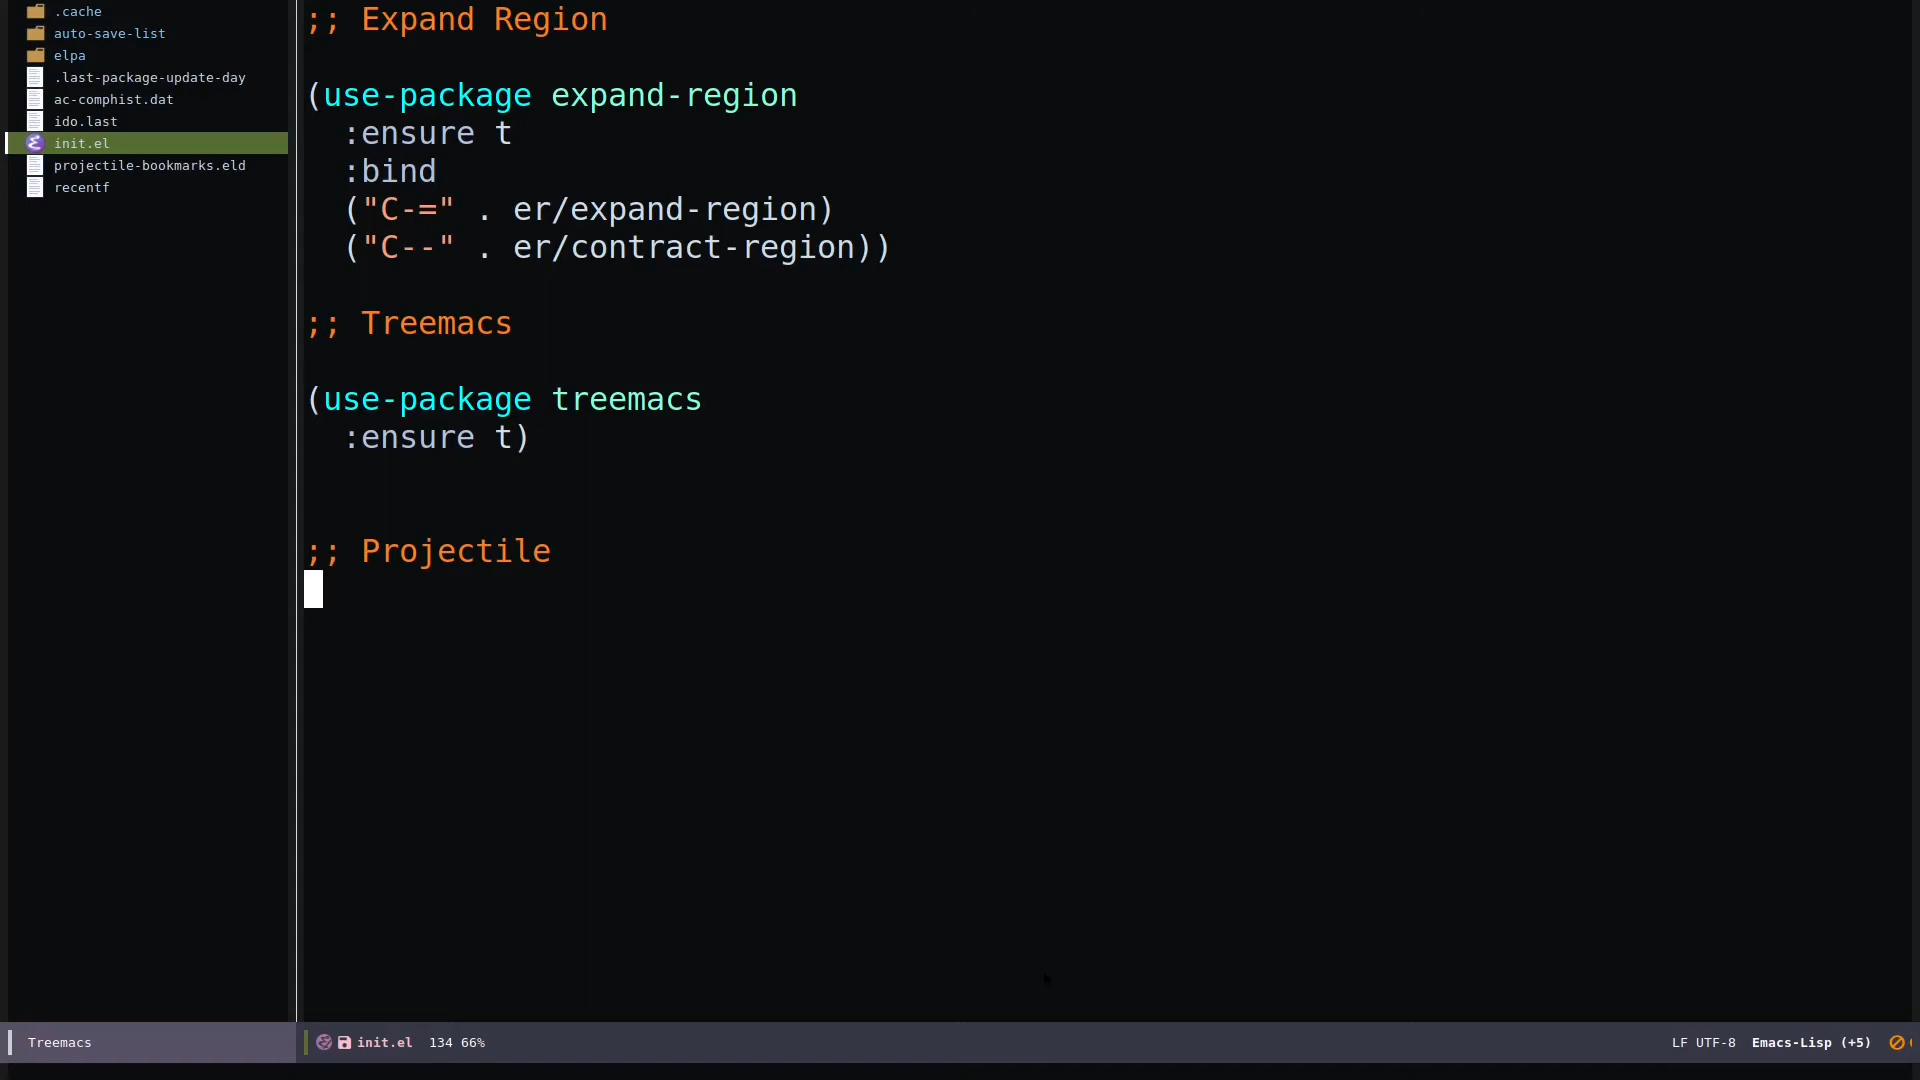 .cache
auto-save-list
elpa
.last-package-update-day
ac-comphist.dat
ido.last
init.el
projectile-bookmarks.eld
recentf
;; Expand Region
(use-package expand-region
  :ensure t
  :bind
  ("C-=" . er/expand-region)
  ("C--" . er/contract-region))
;; Treemacs
(use-package treemacs
  :ensure t)
;; Projectile
Treemacs
init.el 134 66% LF UTF-8 Emacs-Lisp (+5)